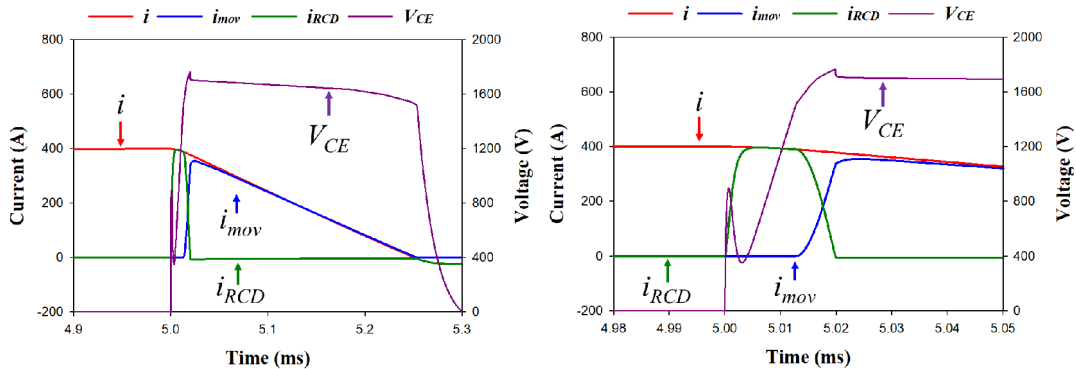 i imov iRCD VCE
800 2000
600 1600
400 1200
200 800
0 400
-200 0
4.9 5.0 5.1 5.2 5.3
Current (A)
Voltage (V)
Time (ms)
i
VCE
imov
iRCD
i imov iRCD VCE
800 2000
600 1600
400 1200
200 800
0 400
-200 0
4.98 4.99 5.00 5.01 5.02 5.03 5.04 5.05
Current (A)
Voltage (V)
Time (ms)
i
VCE
iRCD
imov